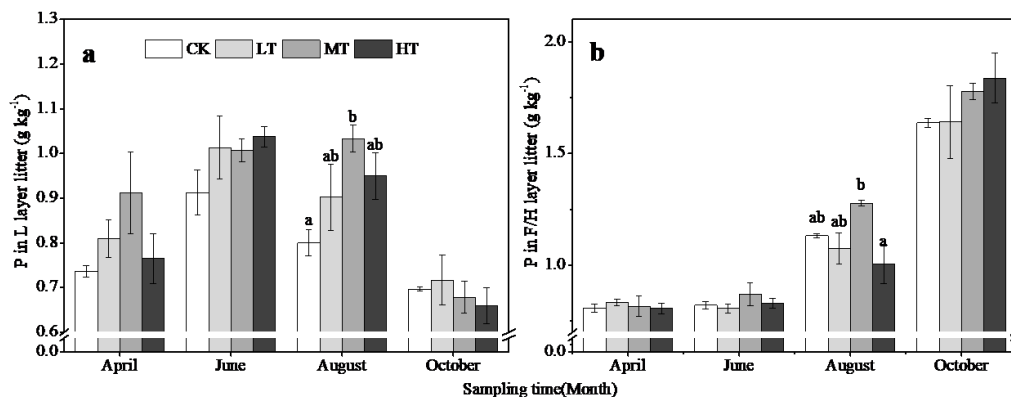 a
CK LT MT HT
P in L layer litter (g kg⁻¹)
1.3
1.2
1.1
1.0
0.9
0.8
0.7
0.6
0.0
a
ab
b
ab
April June August October
b
P in F/H layer litter (g kg⁻¹)
2.0
1.5
1.0
0.0
ab
ab
b
a
April June August October
Sampling time(Month)